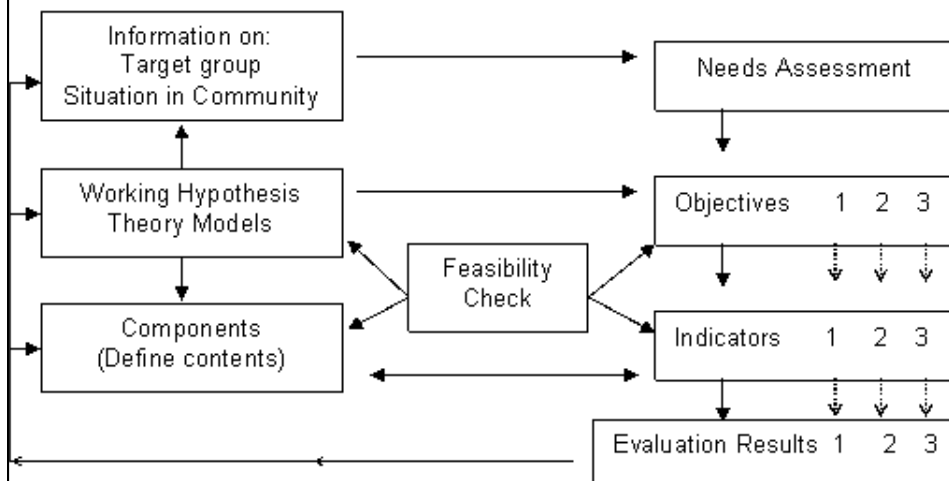 Information on:
Target group
Situation in Community
Needs Assessment
Working Hypothesis
Theory Models
Objectives 1 2 3
Feasibility
Check
Components
(Define contents)
Indicators 1 2 3
Evaluation Results 1 2 3